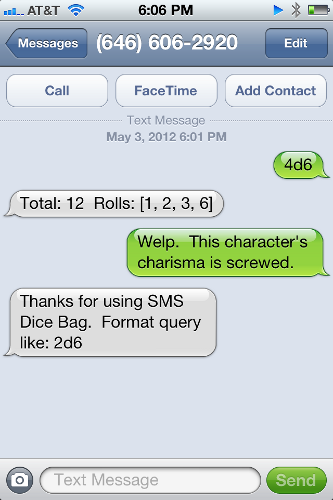 AT&T 6:06 PM
Messages (646) 606-2920 Edit
Call FaceTime Add Contact
Text Message
May 3, 2012 6:01 PM
4d6
Total: 12 Rolls: [1, 2, 3, 6]
Welp. This character's
charisma is screwed.
Thanks for using SMS
Dice Bag. Format query
like: 2d6
Text Message Send